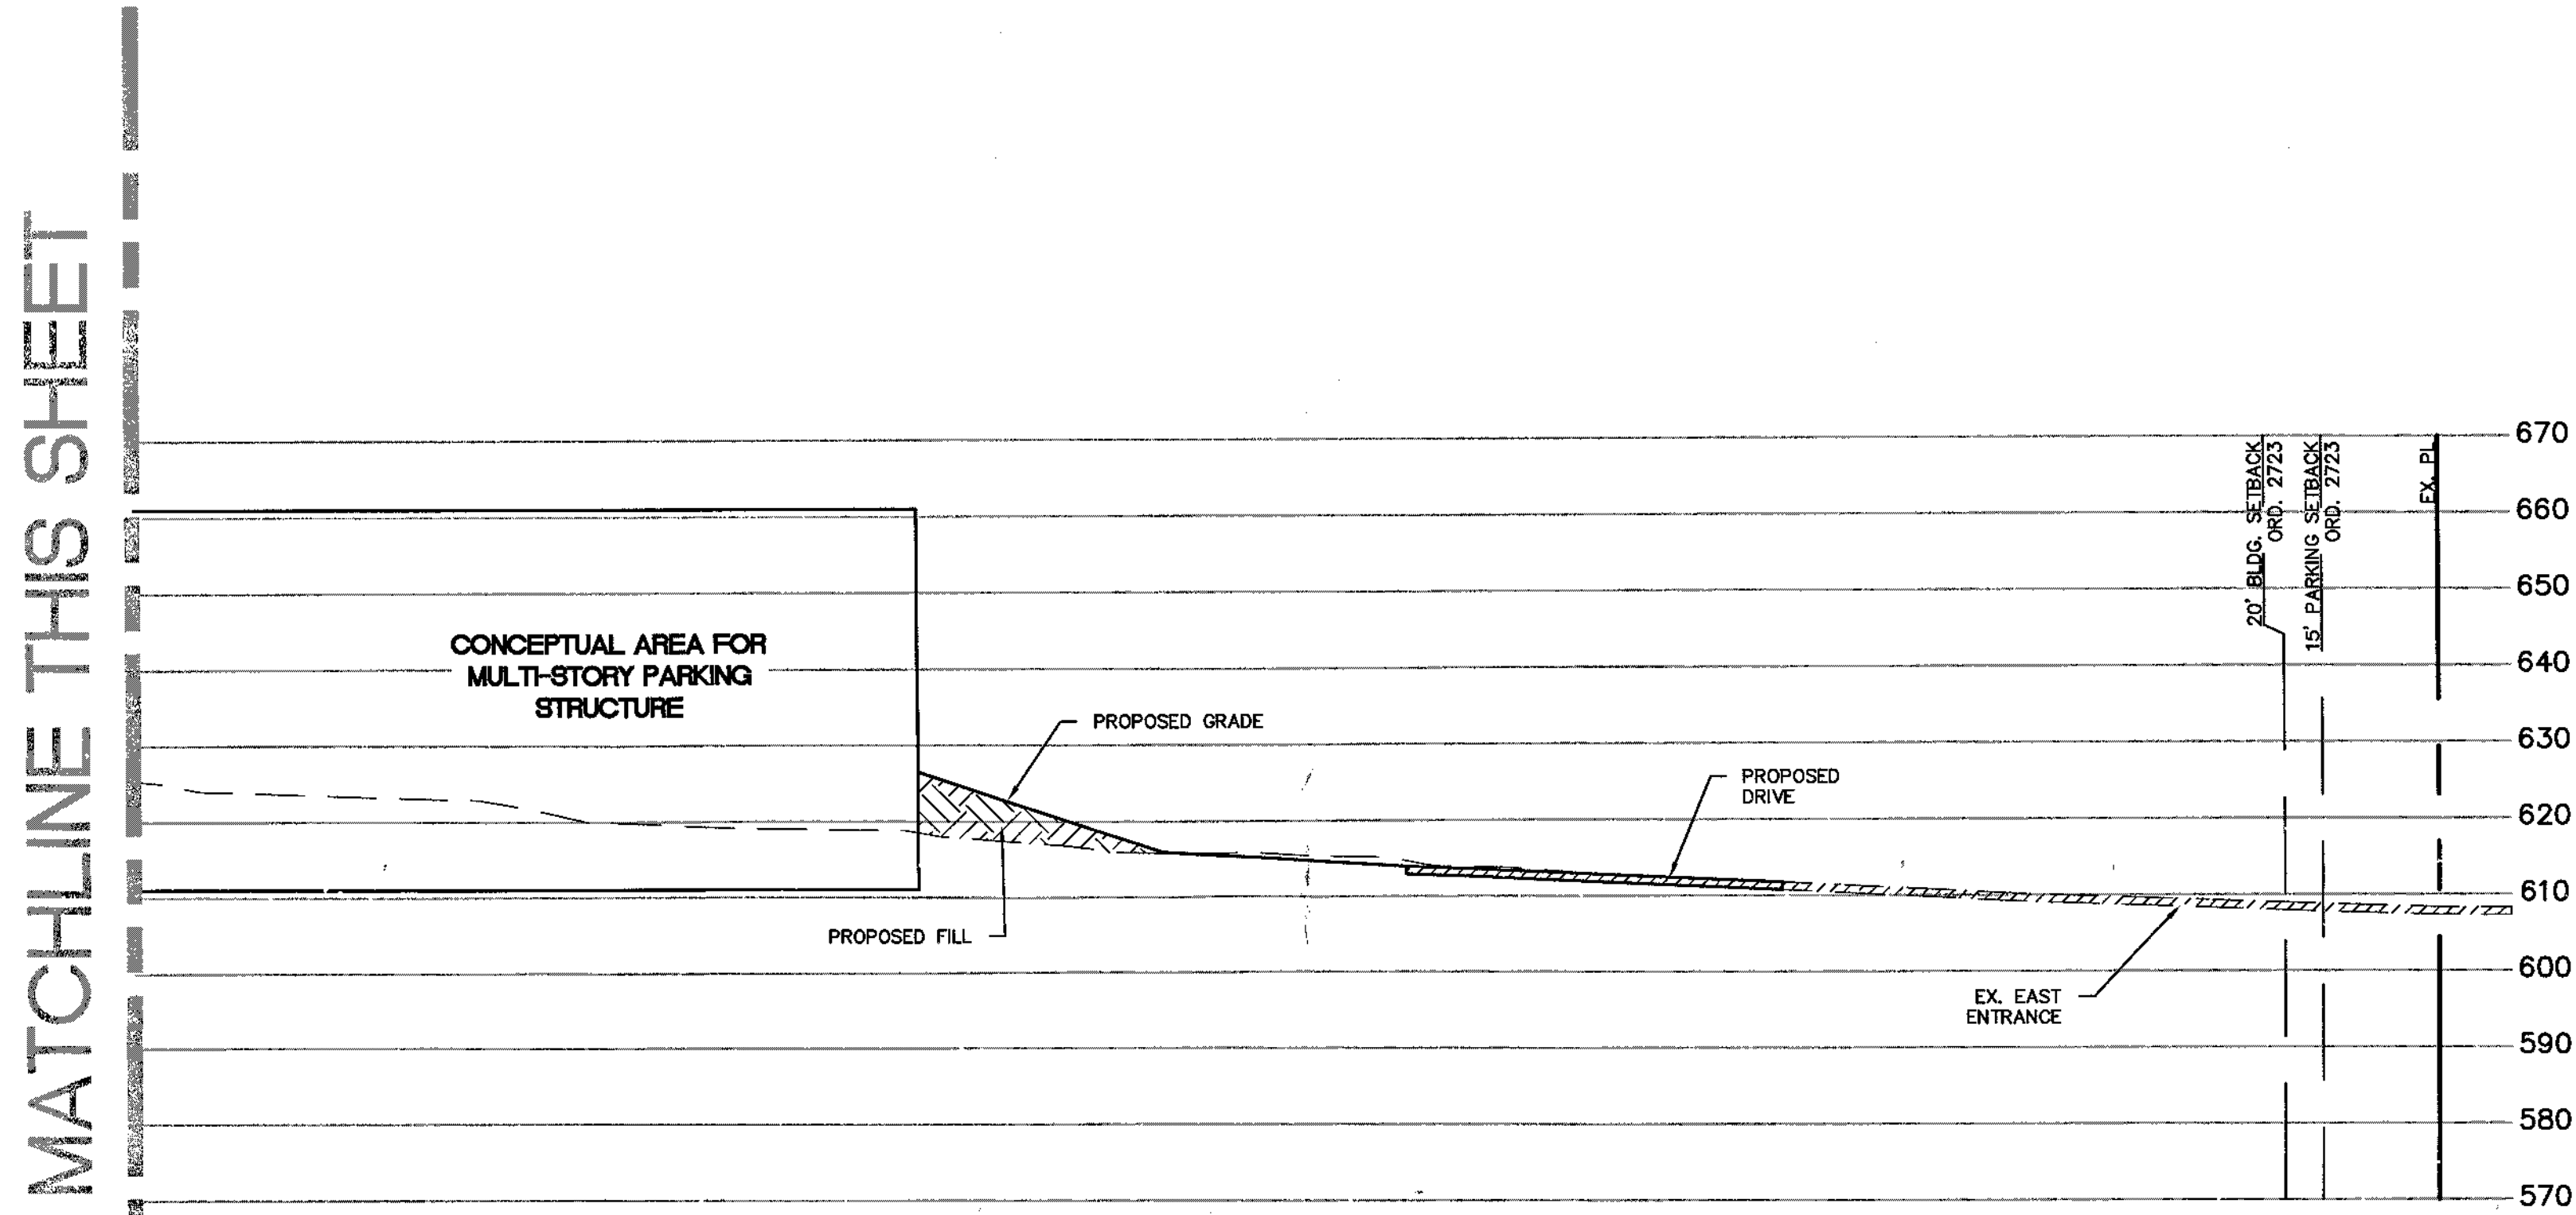 MATCHLINE THIS SHEET
CONCEPTUAL AREA FOR
MULTI-STORY PARKING
STRUCTURE
PROPOSED GRADE
PROPOSED FILL
PROPOSED
DRIVE
EX. EAST
ENTRANCE
20' BLDG. SETBACK
ORD. 2723
15' PARKING SETBACK
ORD. 2723
EX. PL
670
660
650
640
630
620
610
600
590
580
570